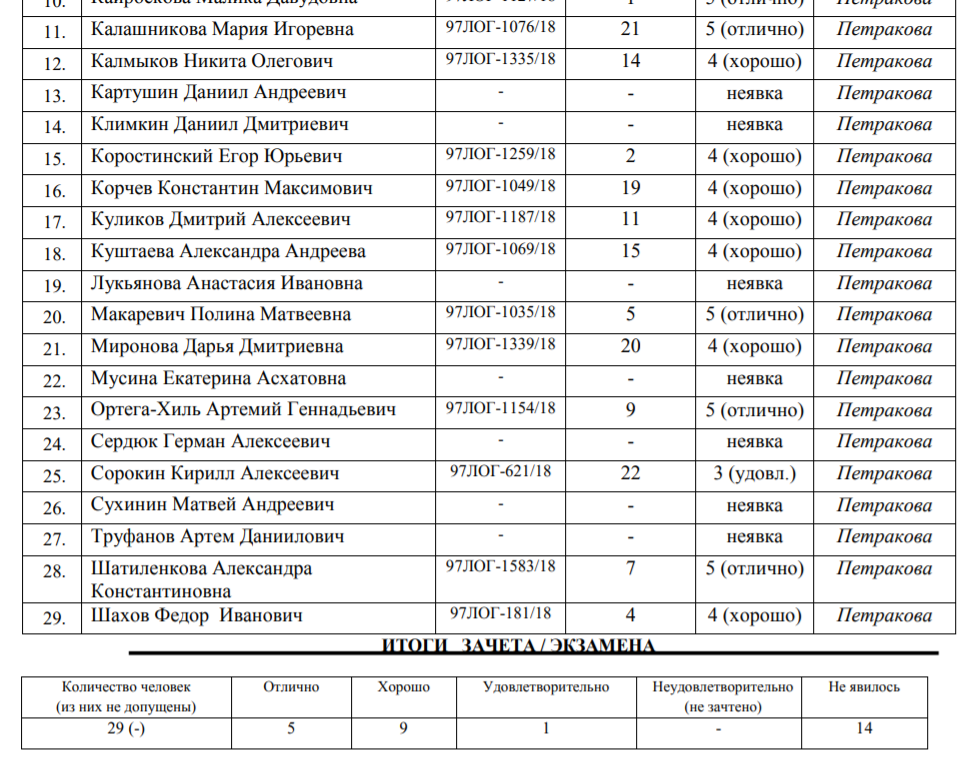 10. Кайроскова Малика Давудовна 1 5 (отлично) Петракова
11. Калашникова Мария Игоревна 97ЛОГ-1076/18 21 5 (отлично) Петракова
12. Калмыков Никита Олегович 97ЛОГ-1335/18 14 4 (хорошо) Петракова
13. Картушин Даниил Андреевич - - неявка Петракова
14. Климкин Даниил Дмитриевич - - неявка Петракова
15. Коростинский Егор Юрьевич 97ЛОГ-1259/18 2 4 (хорошо) Петракова
16. Корчев Константин Максимович 97ЛОГ-1049/18 19 4 (хорошо) Петракова
17. Куликов Дмитрий Алексеевич 97ЛОГ-1187/18 11 4 (хорошо) Петракова
18. Куштаева Александра Андреева 97ЛОГ-1069/18 15 4 (хорошо) Петракова
19. Лукьянова Анастасия Ивановна - - неявка Петракова
20. Макаревич Полина Матвеевна 97ЛОГ-1035/18 5 5 (отлично) Петракова
21. Миронова Дарья Дмитриевна 97ЛОГ-1339/18 20 4 (хорошо) Петракова
22. Мусина Екатерина Асхатовна - - неявка Петракова
23. Ортега-Хиль Артемий Геннадьевич 97ЛОГ-1154/18 9 5 (отлично) Петракова
24. Сердюк Герман Алексеевич - - неявка Петракова
25. Сорокин Кирилл Алексеевич 97ЛОГ-621/18 22 3 (удовл.) Петракова
26. Сухинин Матвей Андреевич - - неявка Петракова
27. Труфанов Артем Даниилович - - неявка Петракова
28. Шатиленкова Александра 97ЛОГ-1583/18 7 5 (отлично) Петракова
Константиновна
29. Шахов Федор Иванович 97ЛОГ-181/18 4 4 (хорошо) Петракова
ИТОГИ ЗАЧЕТА / ЭКЗАМЕНА
Количество человек Отлично Хорошо Удовлетворительно Неудовлетворительно Не явилось
(из них не допущены) (не зачтено)
29 (-) 5 9 1 - 14